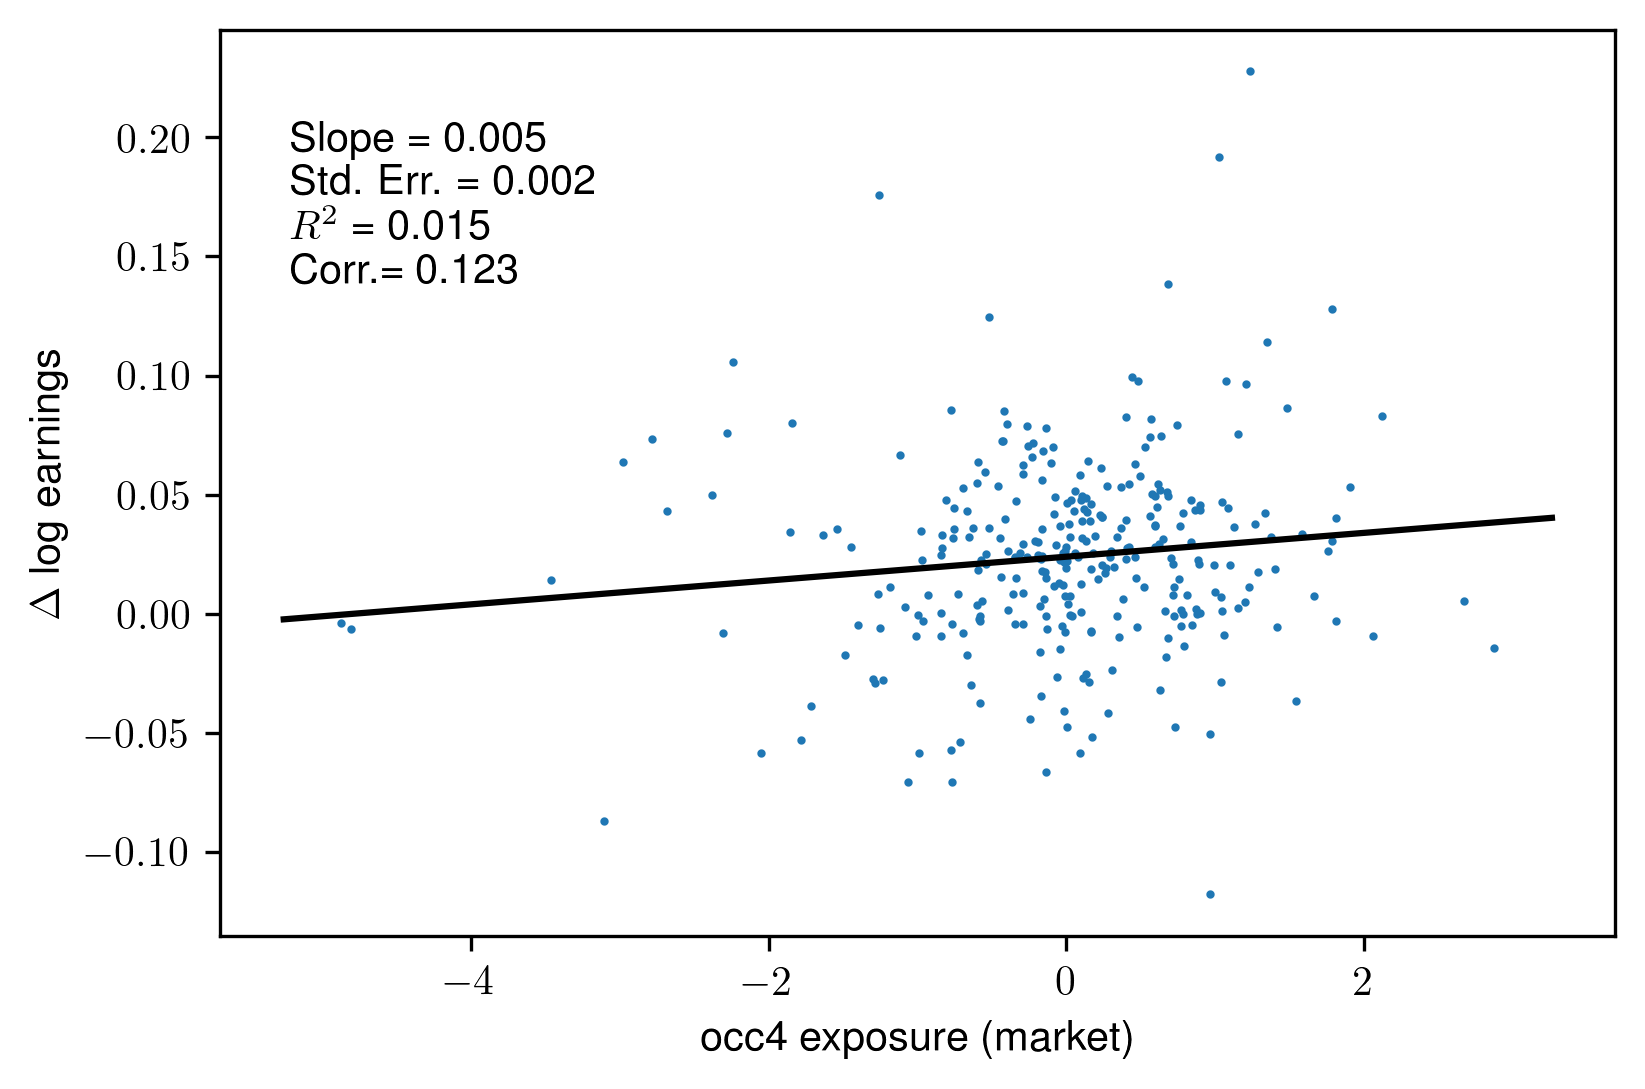 Slope = 0.005
Std. Err. = 0.002
R² = 0.015
Corr.= 0.123
Δ log earnings
0.20
0.15
0.10
0.05
0.00
−0.05
−0.10
−4
−2
0
2
occ4 exposure (market)